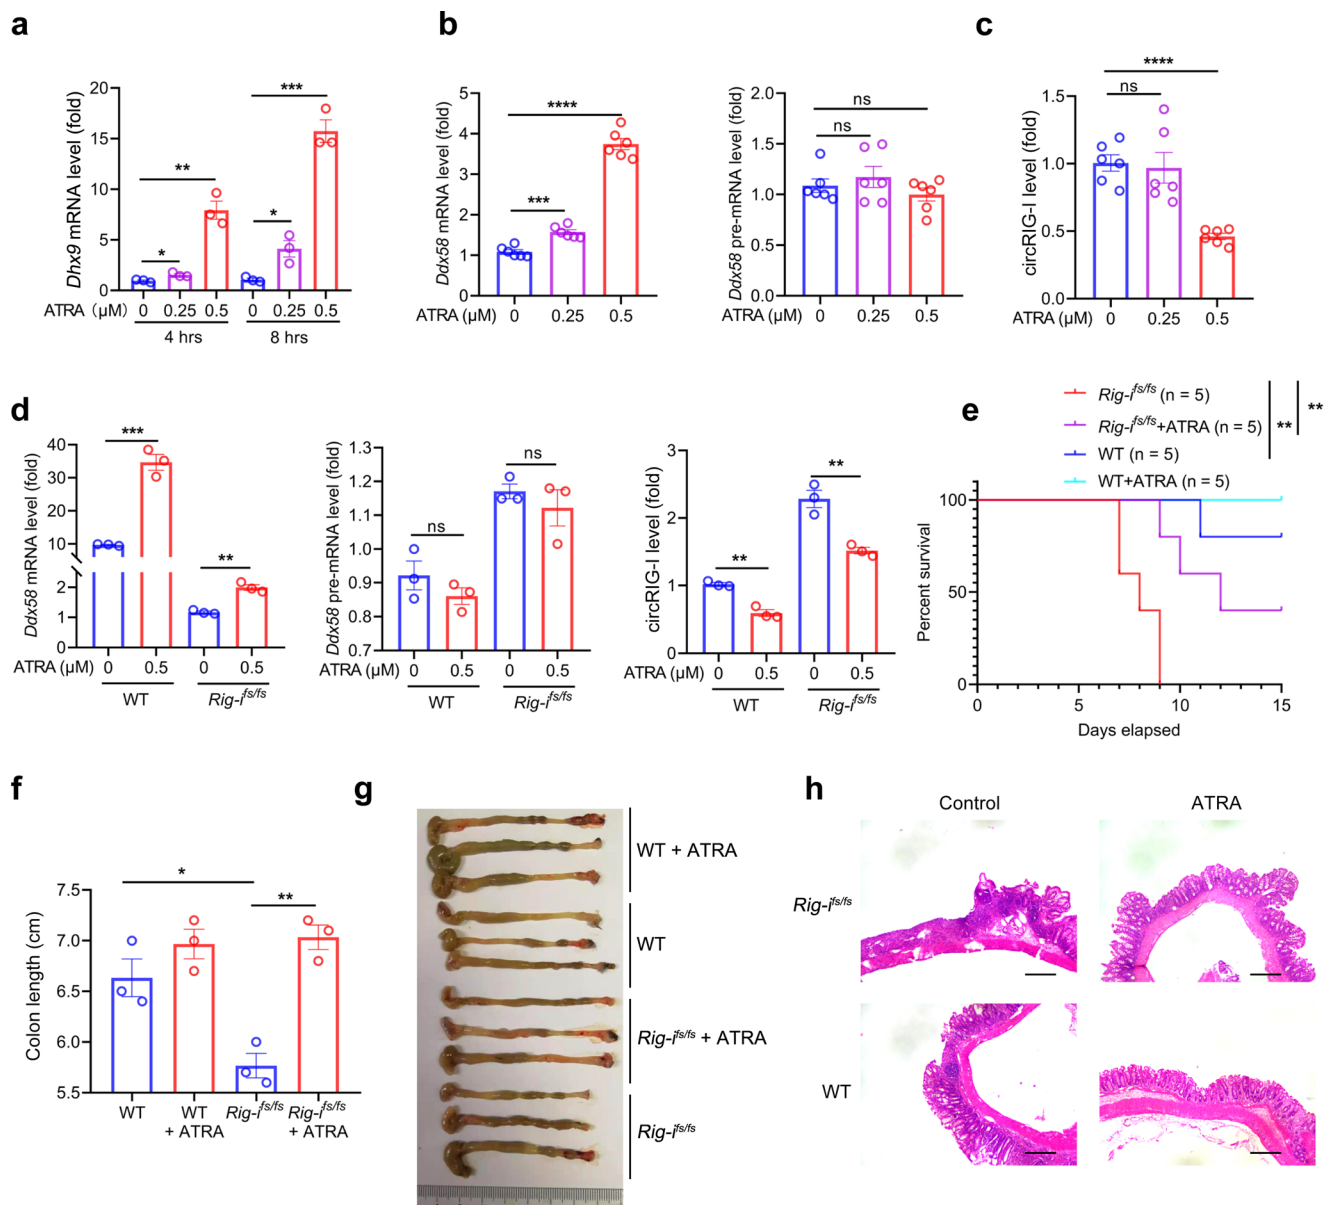 a
Dhx9 mRNA level (fold)
20
15
10
5
0
**
***
*
*
ATRA (μM) 0 0.25 0.5 0 0.25 0.5
4 hrs 8 hrs
b
Ddx58 mRNA level (fold)
5
4
3
2
1
0
****
***
ATRA (μM) 0 0.25 0.5
Ddx58 pre-mRNA level (fold)
2.0
1.5
1.0
0.5
0.0
ns
ns
ATRA (μM) 0 0.25 0.5
c
circRIG-I level (fold)
1.5
1.0
0.5
0.0
****
ns
ATRA (μM) 0 0.25 0.5
d
Ddx58 mRNA level (fold)
40
30
20
10
2
1
0
***
**
ATRA (μM) 0 0.5 0 0.5
WT Rig-i fs/fs
Ddx58 pre-mRNA level (fold)
1.3
1.2
1.1
1.0
0.9
0.8
0.7
ns
ns
ATRA (μM) 0 0.5 0 0.5
WT Rig-i fs/fs
circRIG-I level (fold)
3
2
1
0
**
**
ATRA (μM) 0 0.5 0 0.5
WT Rig-i fs/fs
e
Rig-i fs/fs (n = 5)
Rig-i fs/fs+ATRA (n = 5)
WT (n = 5)
WT+ATRA (n = 5)
**
**
Percent survival
100
50
0
0 5 10 15
Days elapsed
f
Colon length (cm)
7.5
7.0
6.5
6.0
5.5
*
**
WT WT + ATRA Rig-i fs/fs Rig-i fs/fs + ATRA
g
WT + ATRA
WT
Rig-i fs/fs + ATRA
Rig-i fs/fs
h
Control ATRA
Rig-i fs/fs
WT